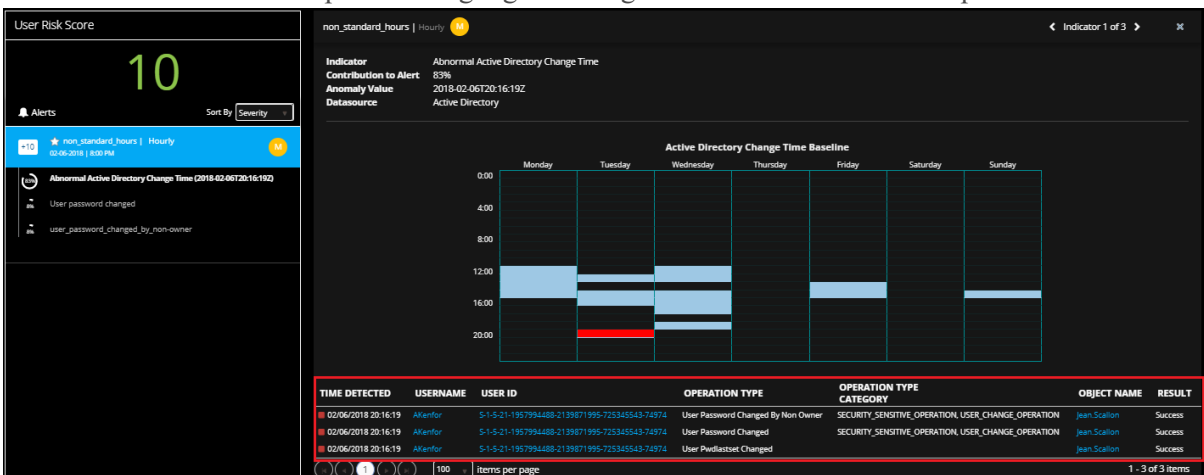 User Risk Score
10
Alerts
Sort By Severity
+10
non_standard_hours | Hourly
02-06-2018 | 8:00 PM
M
83%
Abnormal Active Directory Change Time (2018-02-06T20:16:19Z)
User password changed
user_password_changed_by_non-owner
non_standard_hours | Hourly M
Indicator 1 of 3
Indicator Abnormal Active Directory Change Time
Contribution to Alert 83%
Anomaly Value 2018-02-06T20:16:19Z
Datasource Active Directory
Active Directory Change Time Baseline
Monday Tuesday Wednesday Thursday Friday Saturday Sunday
0:00
4:00
8:00
12:00
16:00
20:00
TIME DETECTED USERNAME USER ID OPERATION TYPE OPERATION TYPE CATEGORY OBJECT NAME RESULT
02/06/2018 20:16:19 AKenfor S-1-5-21-1957994488-2139871995-725345543-74974 User Password Changed By Non Owner SECURITY_SENSITIVE_OPERATION, USER_CHANGE_OPERATION Jean.Scallon Success
02/06/2018 20:16:19 AKenfor S-1-5-21-1957994488-2139871995-725345543-74974 User Password Changed SECURITY_SENSITIVE_OPERATION, USER_CHANGE_OPERATION Jean.Scallon Success
02/06/2018 20:16:19 AKenfor S-1-5-21-1957994488-2139871995-725345543-74974 User Pwdlastset Changed Jean.Scallon Success
1 100 items per page 1 - 3 of 3 items